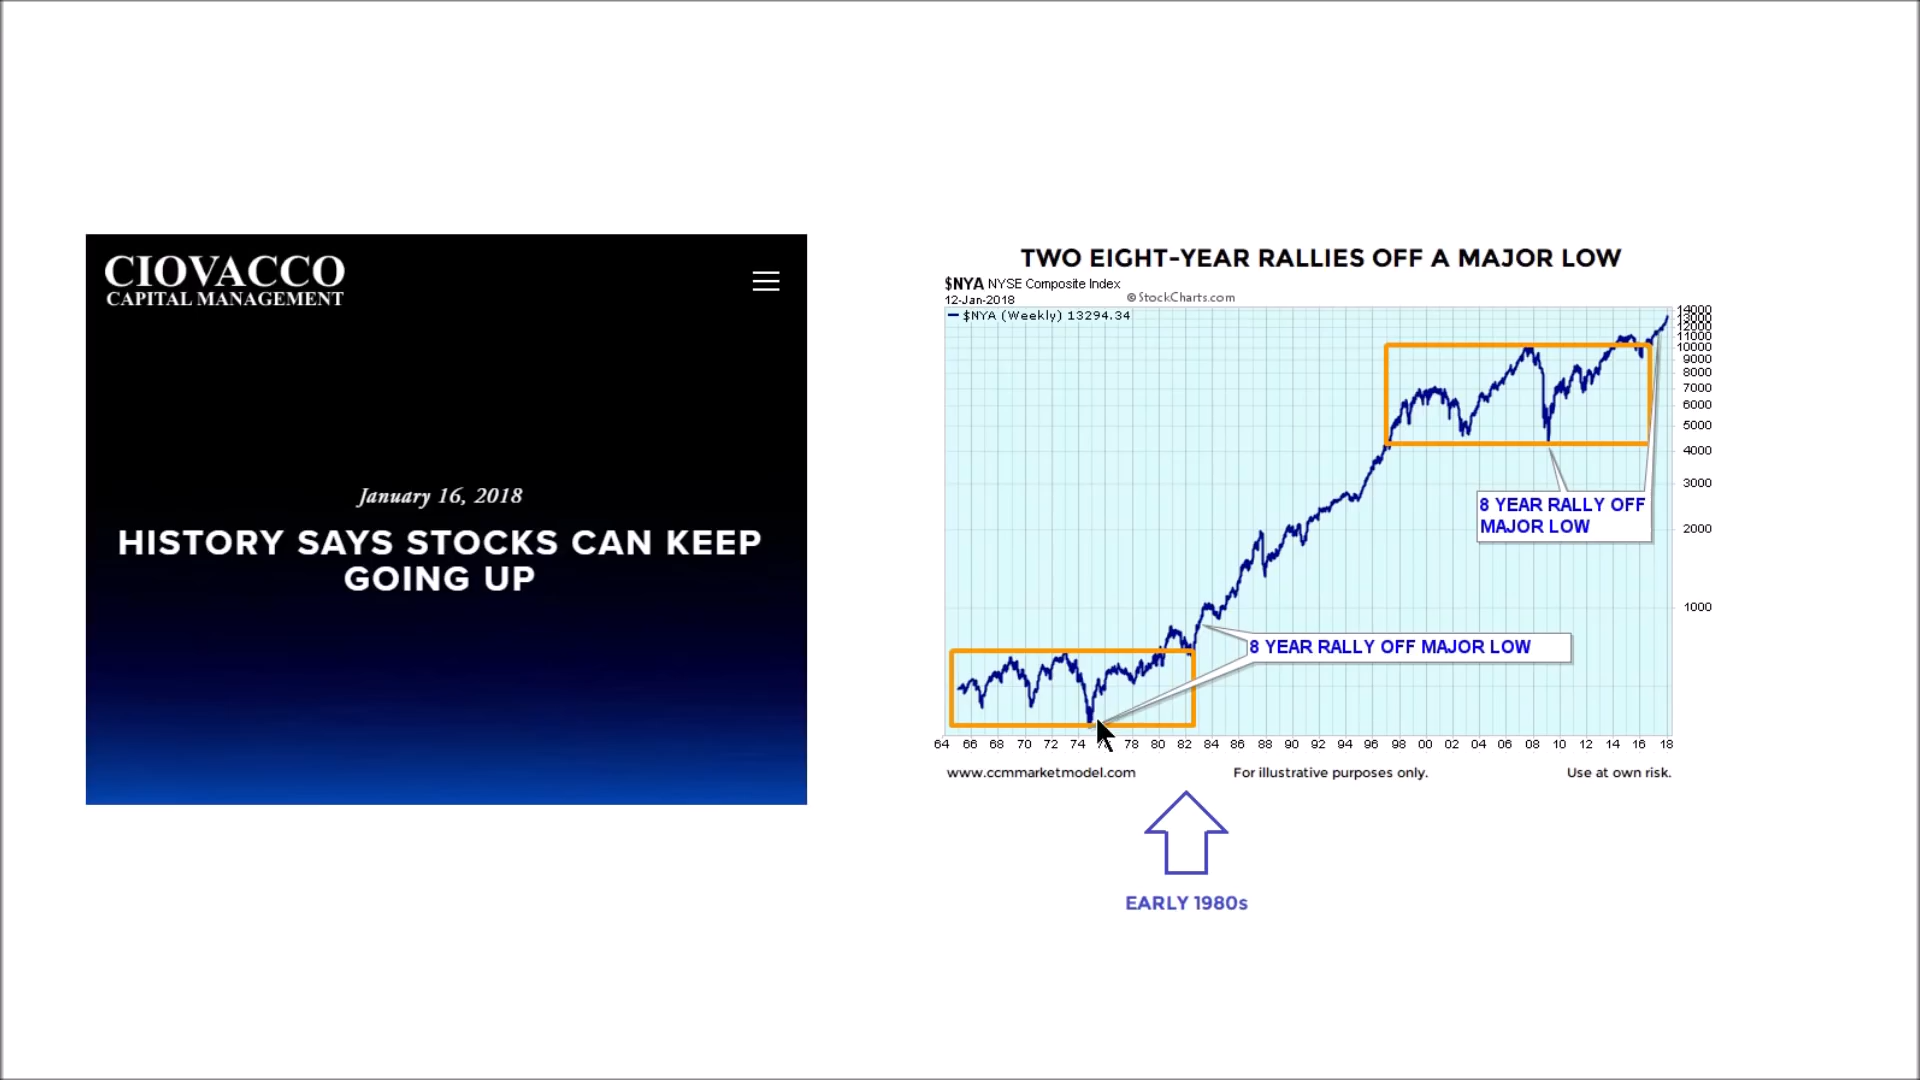 CIOVACCO
CAPITAL MANAGEMENT
January 16, 2018
HISTORY SAYS STOCKS CAN KEEP
GOING UP
TWO EIGHT-YEAR RALLIES OFF A MAJOR LOW
$NYA NYSE Composite Index
12-Jan-2018
© StockCharts.com
$NYA (Weekly) 13294.34
14000
13000
12000
11000
10000
9000
8000
7000
6000
5000
4000
3000
2000
1000
8 YEAR RALLY OFF
MAJOR LOW
8 YEAR RALLY OFF MAJOR LOW
64 66 68 70 72 74 78 80 82 84 86 88 90 92 94 96 98 00 02 04 06 08 10 12 14 16 18
www.ccmmarketmodel.com For illustrative purposes only. Use at own risk.
EARLY 1980s